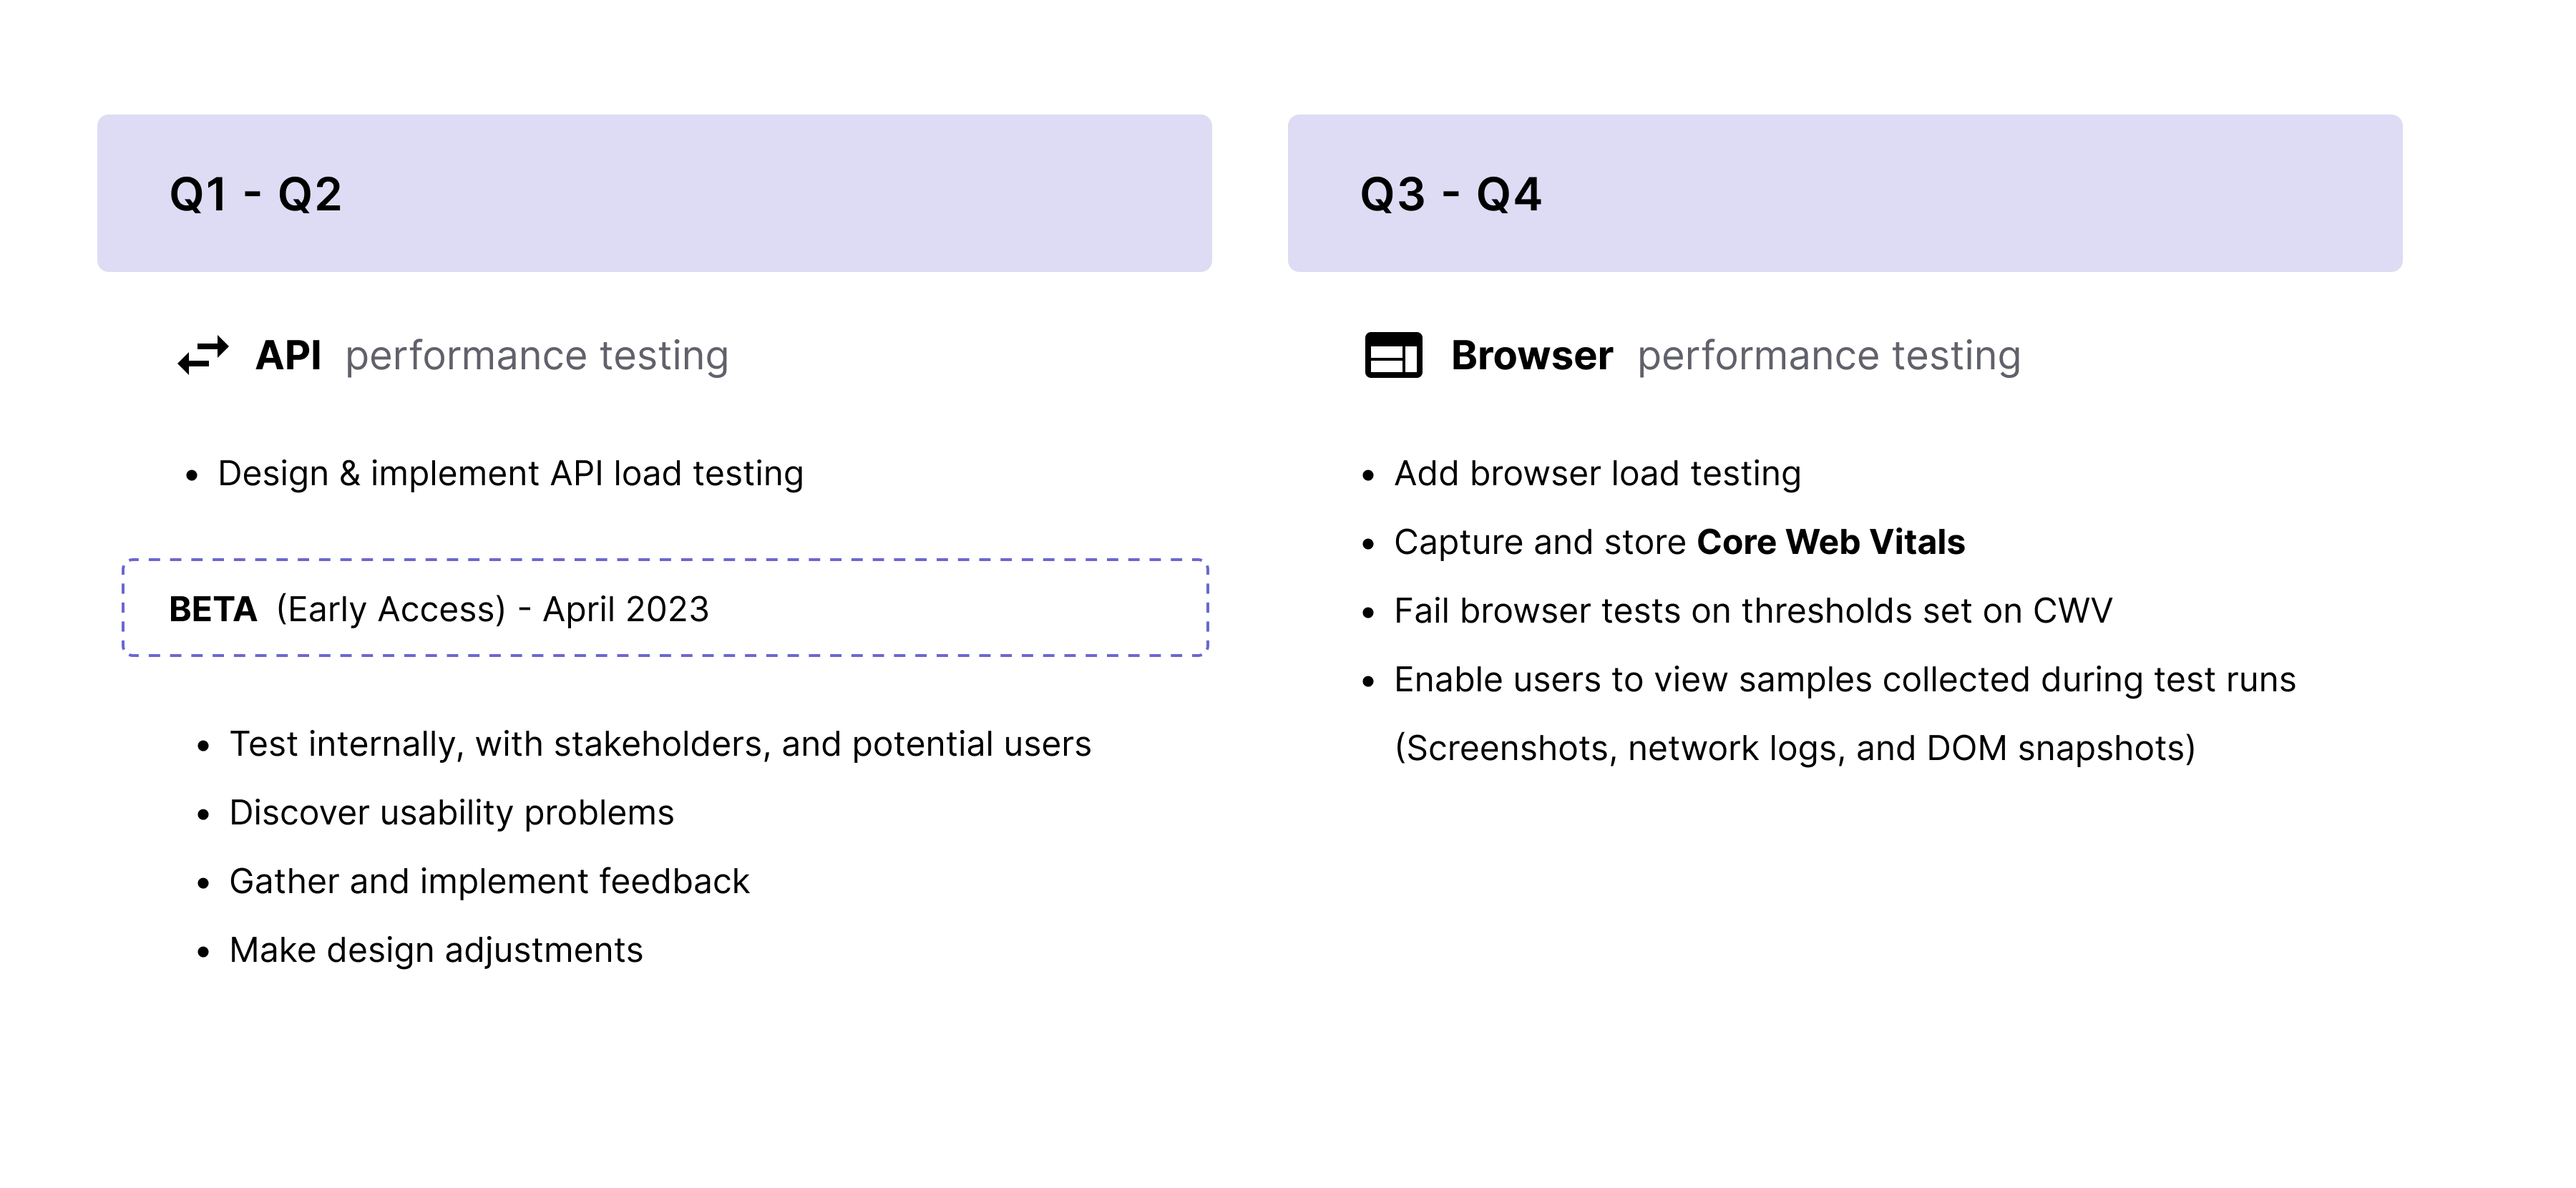 Q1 - Q2
API performance testing
• Design & implement API load testing
BETA (Early Access) - April 2023
• Test internally, with stakeholders, and potential users
• Discover usability problems
• Gather and implement feedback
• Make design adjustments
Q3 - Q4
Browser performance testing
• Add browser load testing
• Capture and store Core Web Vitals
• Fail browser tests on thresholds set on CWV
• Enable users to view samples collected during test runs
(Screenshots, network logs, and DOM snapshots)